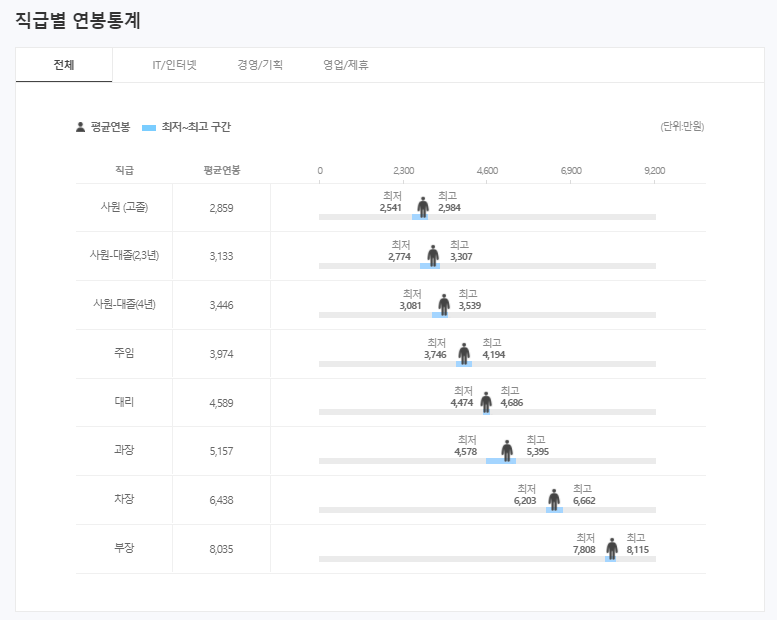 직급별 연봉통계
전체 IT/인터넷 경영/기획 영업/제휴
평균연봉 최저~최고 구간 (단위:만원)
직급 평균연봉 0 2,300 4,600 6,900 9,200
최저 최고
사원 (고졸) 2,859 2,541 2,984
최저 최고
사원-대졸(2,3년) 3,133 2,774 3,307
최저 최고
사원-대졸(4년) 3,446 3,081 3,539
최저 최고
주임 3,974 3,746 4,194
최저 최고
대리 4,589 4,474 4,686
최저 최고
과장 5,157 4,578 5,395
최저 최고
차장 6,438 6,203 6,662
최저 최고
부장 8,035 7,808 8,115